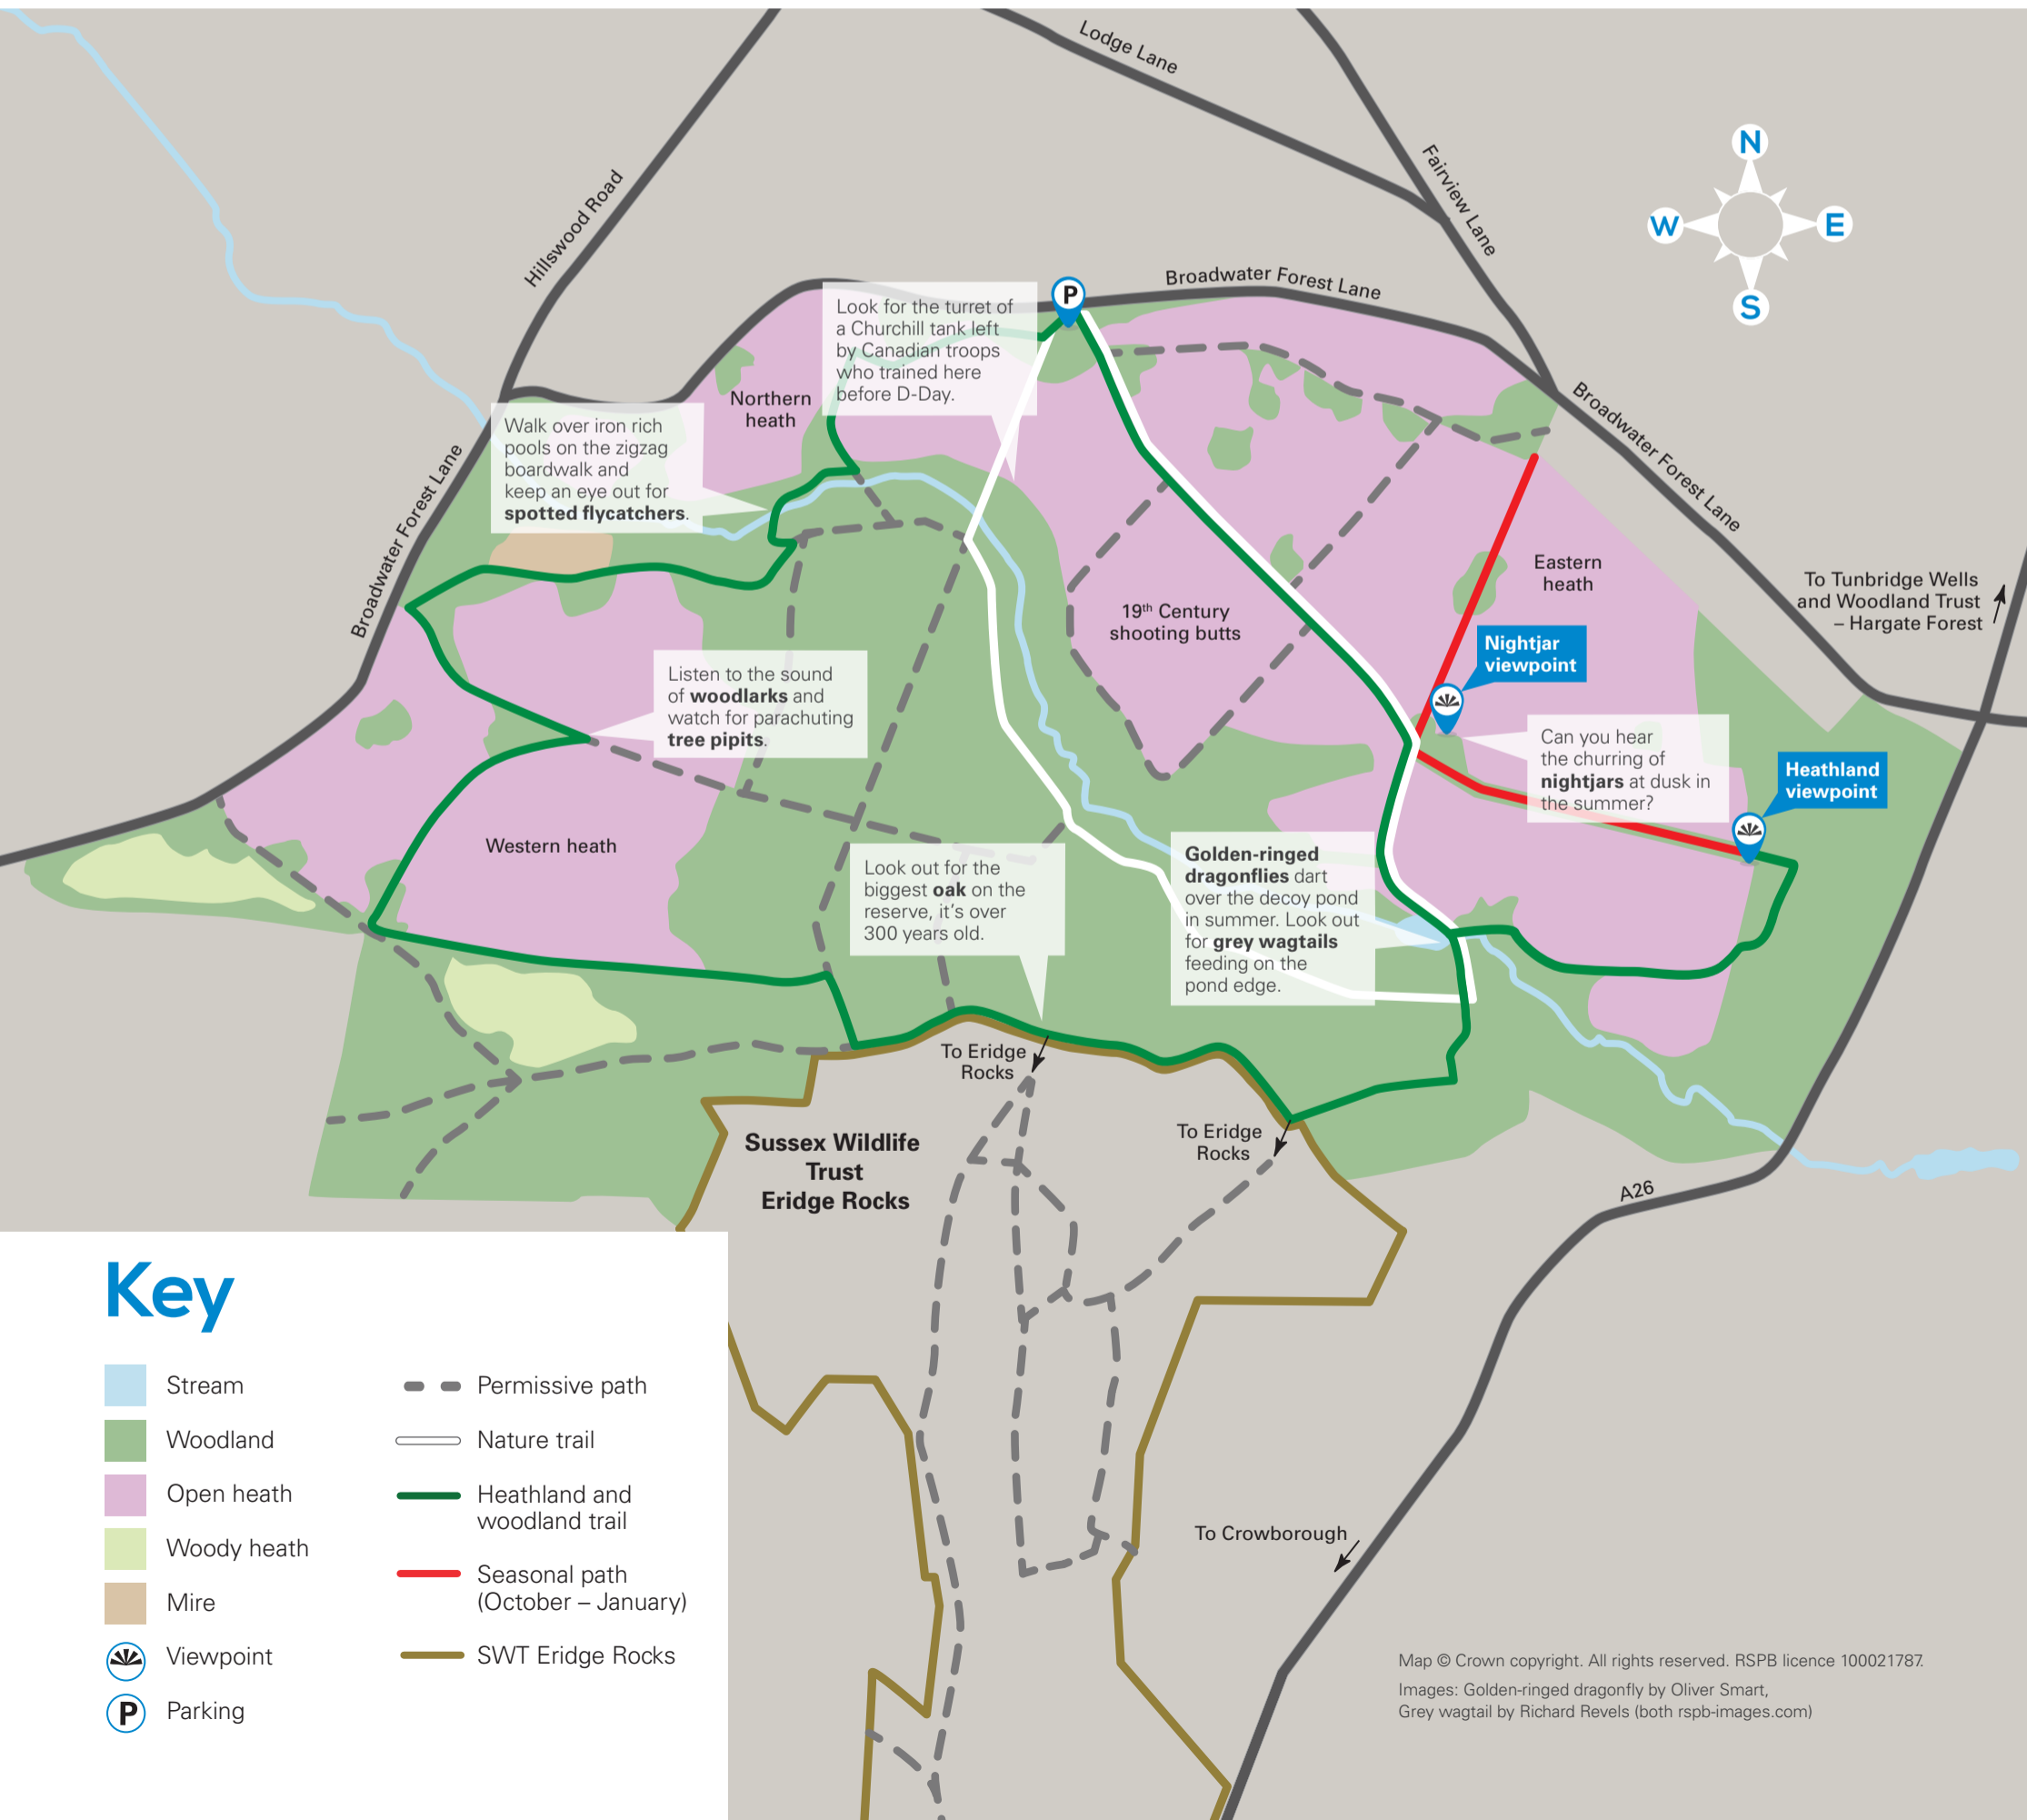 Lodge Lane
Fairview Lane
Hillswood Road
N
W
E
S
P
Broadwater Forest Lane
Look for the turret of
a Churchill tank left
by Canadian troops
who trained here
before D-Day.
Northern
heath
Broadwater Forest Lane
Walk over iron rich
pools on the zigzag
boardwalk and
keep an eye out for
spotted flycatchers.
Broadwater Forest Lane
Eastern
heath
To Tunbridge Wells
and Woodland Trust
– Hargate Forest
19th Century
shooting butts
Nightjar
viewpoint
Listen to the sound
of woodlarks and
watch for parachuting
tree pipits.
Can you hear
the churring of
nightjars at dusk in
the summer?
Heathland
viewpoint
Western heath
Look out for the
biggest oak on the
reserve, it's over
300 years old.
Golden-ringed
dragonflies dart
over the decoy pond
in summer. Look out
for grey wagtails
feeding on the
pond edge.
To Eridge
Rocks
To Eridge
Rocks
Sussex Wildlife
Trust
Eridge Rocks
A26
To Crowborough
Key
Stream
Woodland
Open heath
Woody heath
Mire
Viewpoint
P
Parking
Permissive path
Nature trail
Heathland and
woodland trail
Seasonal path
(October – January)
SWT Eridge Rocks
Map © Crown copyright. All rights reserved. RSPB licence 100021787.
Images: Golden-ringed dragonfly by Oliver Smart,
Grey wagtail by Richard Revels (both rspb-images.com)